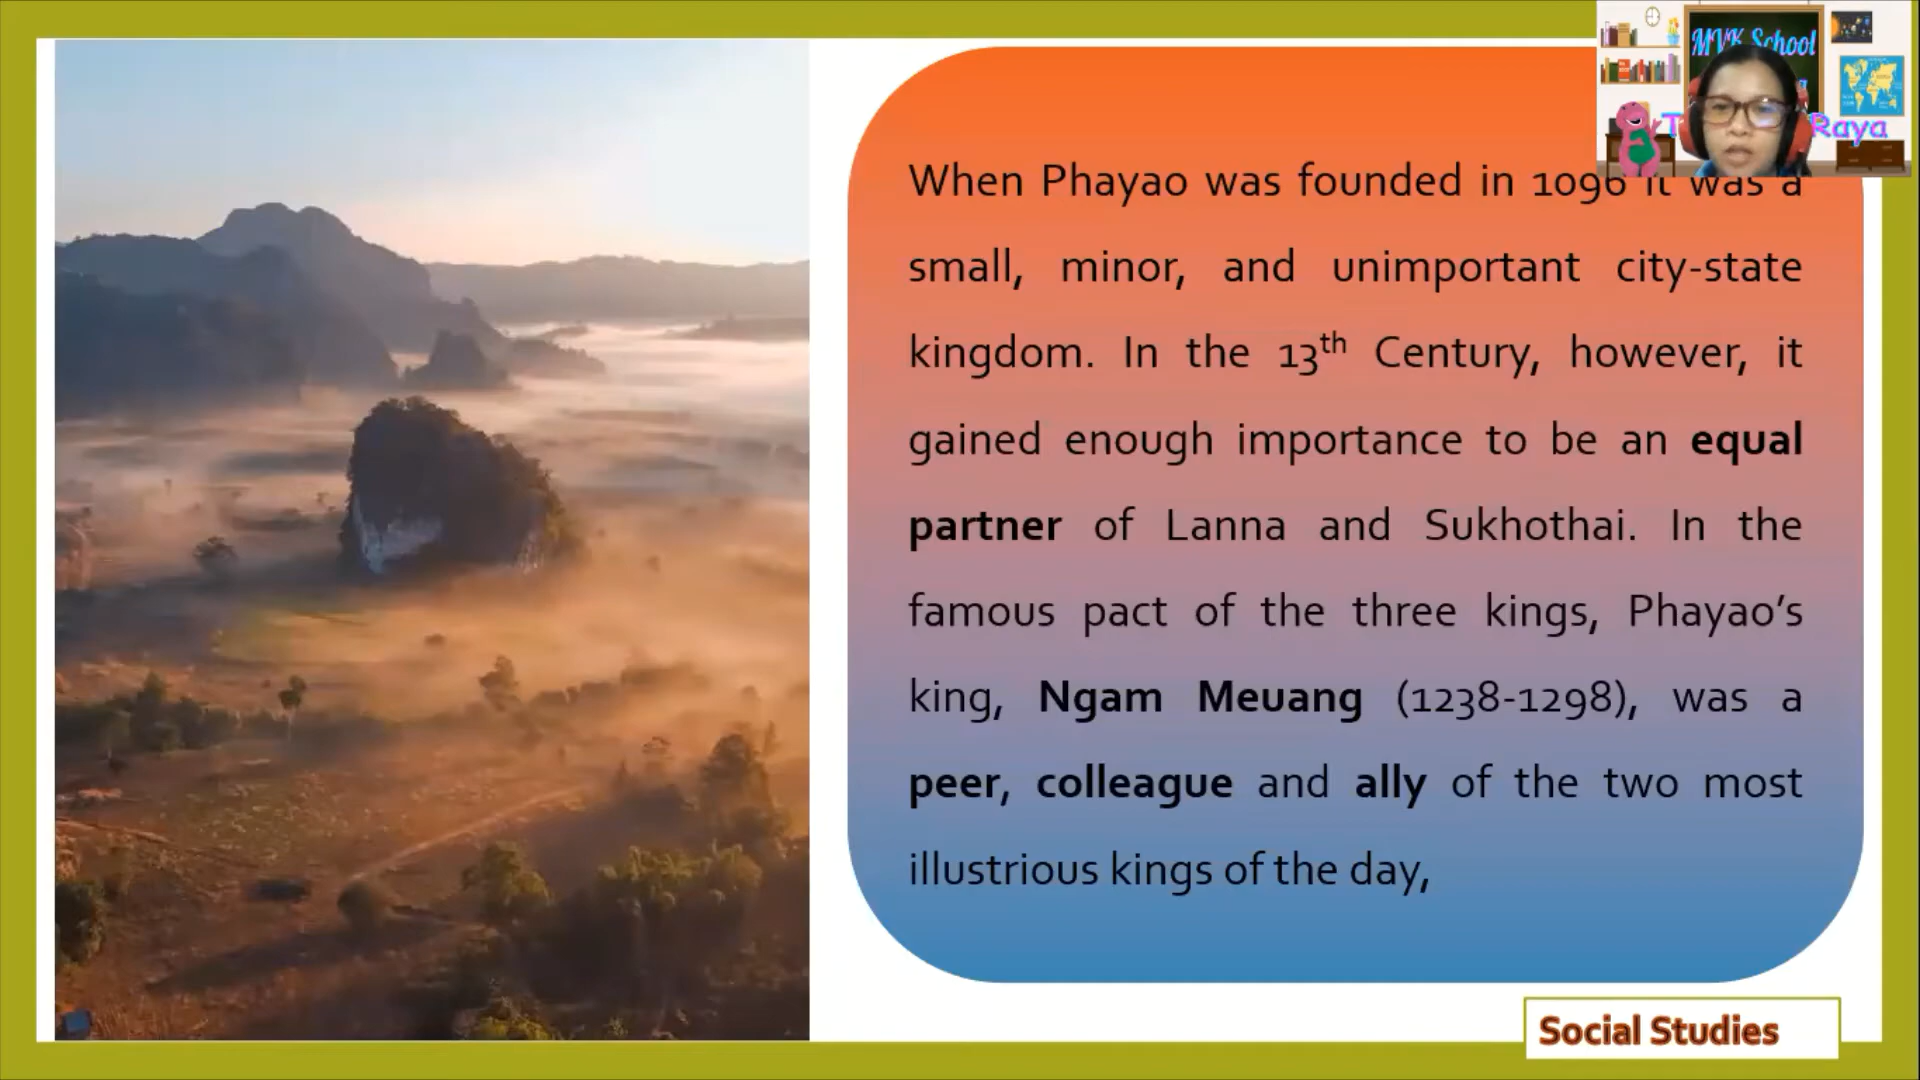 MVK School
Raya
When Phayao was founded in 1096 it was a
small, minor, and unimportant city-state
kingdom. In the 13th Century, however, it
gained enough importance to be an equal
partner of Lanna and Sukhothai. In the
famous pact of the three kings, Phayao's
king, Ngam Meuang (1238-1298), was a
peer, colleague and ally of the two most
illustrious kings of the day,
Social Studies